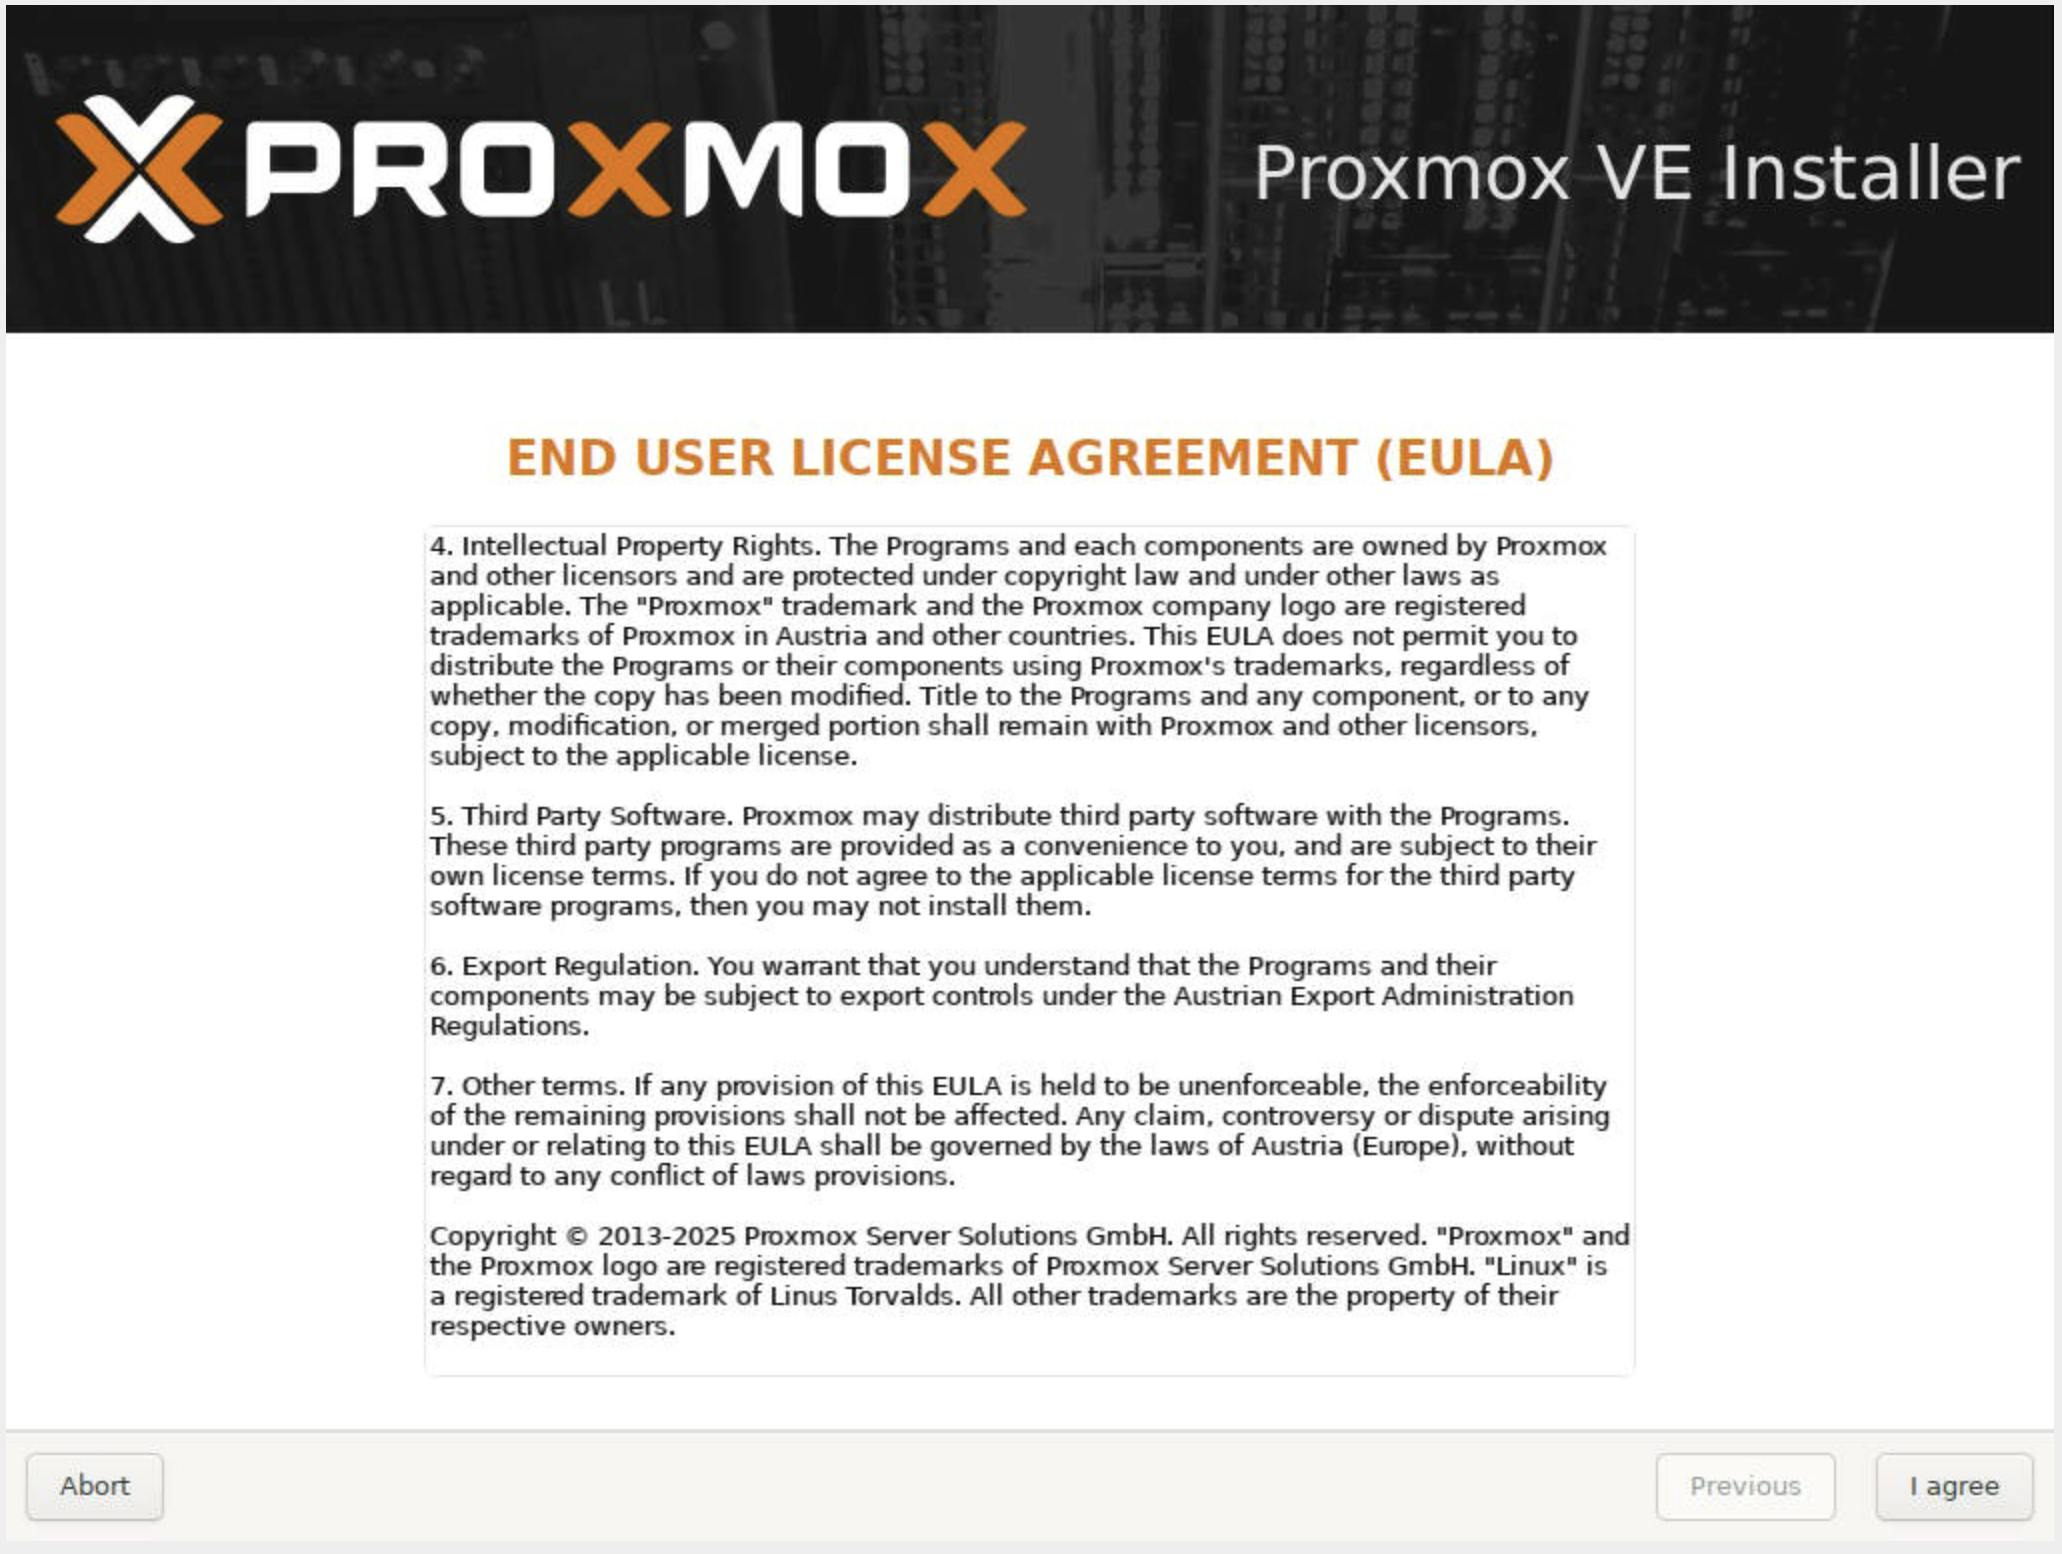 PROXMOX
Proxmox VE Installer
END USER LICENSE AGREEMENT (EULA)
4. Intellectual Property Rights. The Programs and each components are owned by Proxmox
and other licensors and are protected under copyright law and under other laws as
applicable. The "Proxmox" trademark and the Proxmox company logo are registered
trademarks of Proxmox in Austria and other countries. This EULA does not permit you to
distribute the Programs or their components using Proxmox's trademarks, regardless of
whether the copy has been modified. Title to the Programs and any component, or to any
copy, modification, or merged portion shall remain with Proxmox and other licensors,
subject to the applicable license.
5. Third Party Software. Proxmox may distribute third party software with the Programs.
These third party programs are provided as a convenience to you, and are subject to their
own license terms. If you do not agree to the applicable license terms for the third party
software programs, then you may not install them.
6. Export Regulation. You warrant that you understand that the Programs and their
components may be subject to export controls under the Austrian Export Administration
Regulations.
7. Other terms. If any provision of this EULA is held to be unenforceable, the enforceability
of the remaining provisions shall not be affected. Any claim, controversy or dispute arising
under or relating to this EULA shall be governed by the laws of Austria (Europe), without
regard to any conflict of laws provisions.
Copyright © 2013-2025 Proxmox Server Solutions GmbH. All rights reserved. "Proxmox" and
the Proxmox logo are registered trademarks of Proxmox Server Solutions GmbH. "Linux" is
a registered trademark of Linus Torvalds. All other trademarks are the property of their
respective owners.
Abort
Previous
I agree